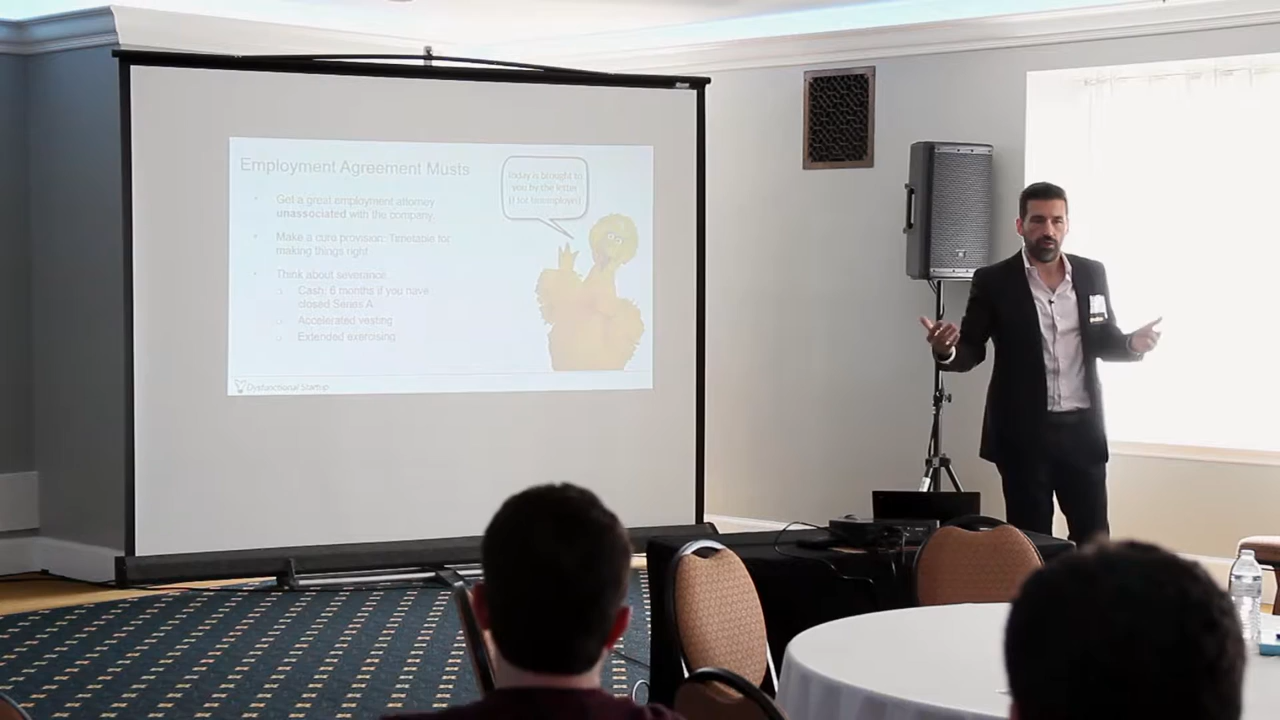 Employment Agreement Musts
Get a great employment attorney
unassociated with the company.
Make a cure provision: Timetable for
making things right
Think about severance:
Cash: 6 months if you have
closed Series A
Accelerated vesting
Extended exercising
Today is brought to
you by the letter
for Unemployed
Dysfunctional Startup